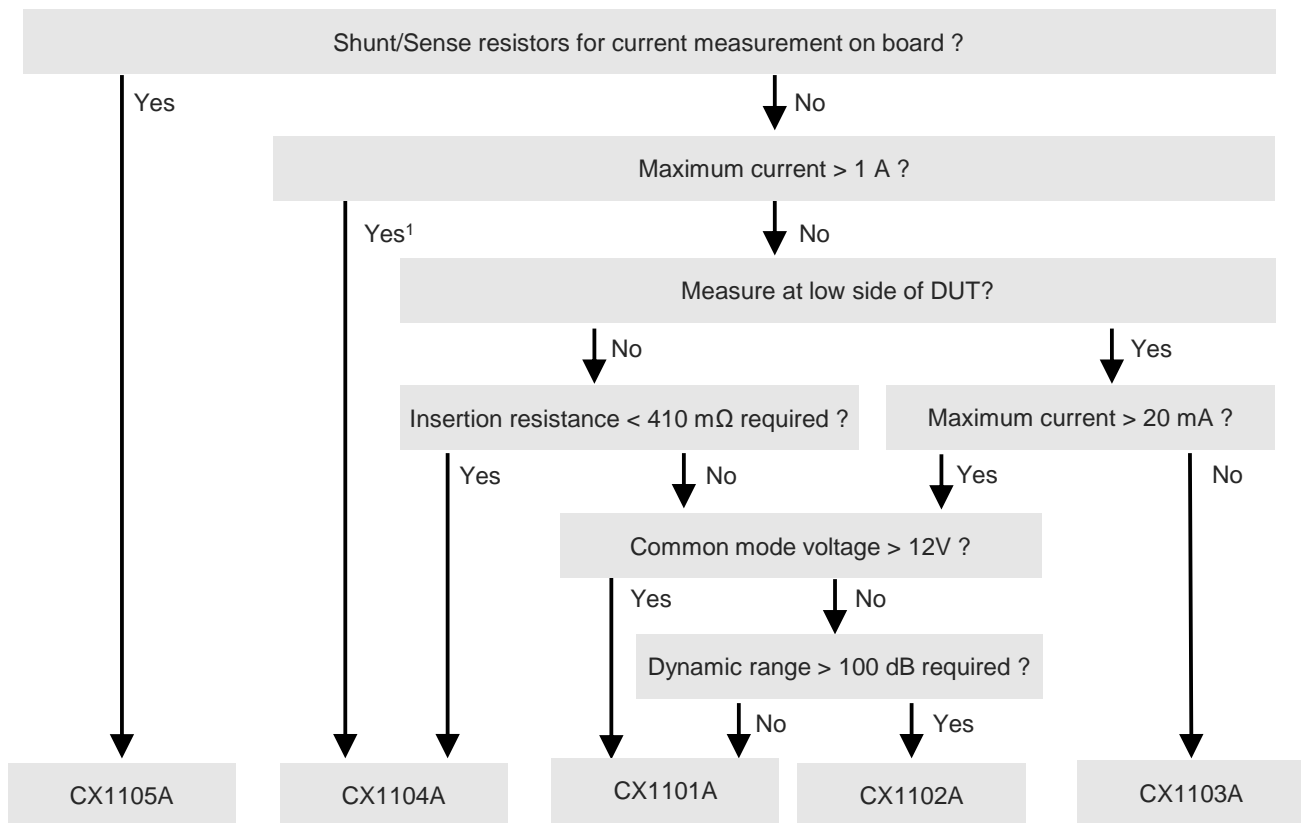 Shunt/Sense resistors for current measurement on board ?
Yes
No
Maximum current > 1 A ?
Yes¹
No
Measure at low side of DUT?
No
Yes
Insertion resistance < 410 mΩ required ?
Maximum current > 20 mA ?
Yes
No
Yes
No
Common mode voltage > 12V ?
Yes
No
Dynamic range > 100 dB required ?
No
Yes
CX1105A
CX1104A
CX1101A
CX1102A
CX1103A